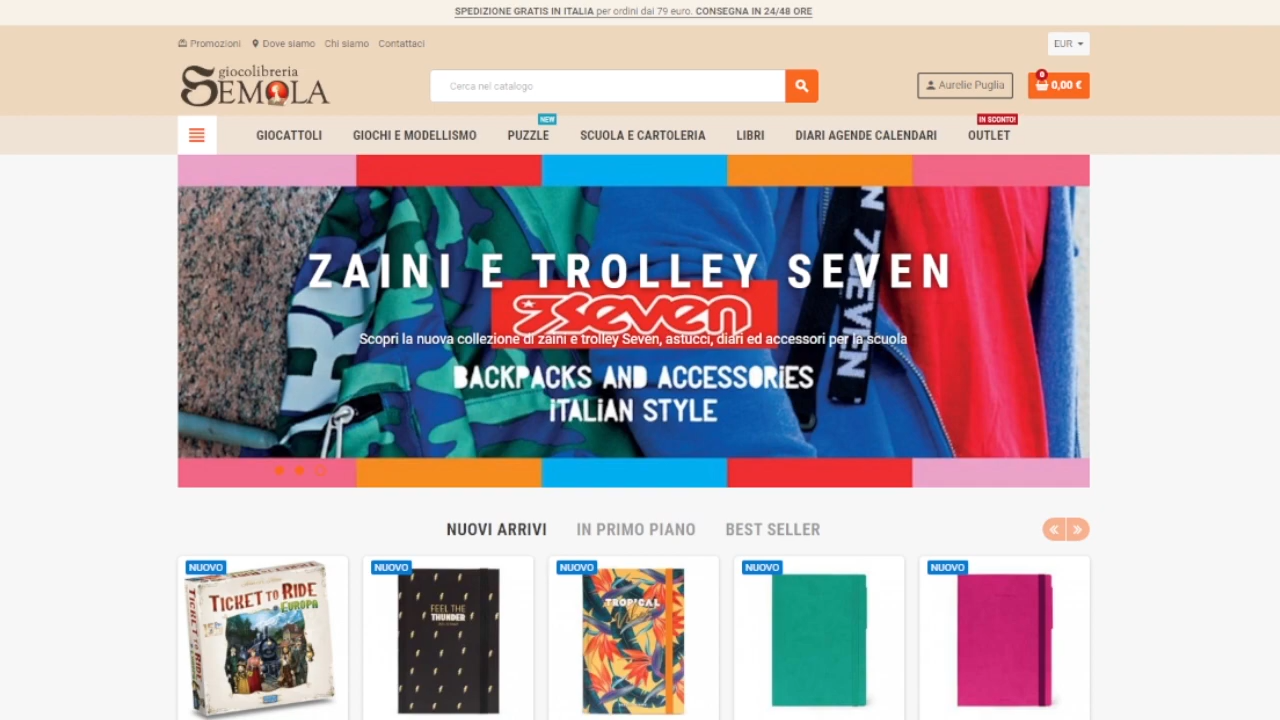 SPEDIZIONE GRATIS IN ITALIA per ordini dai 79 euro. CONSEGNA IN 24/48 ORE
Promozioni Dove siamo Chi siamo Contattaci
EUR
giocolibreria
SEMOLA
Cerca nel catalogo
Aurelie Puglia
0
0,00 €
NEW
IN SCONTO!
GIOCATTOLI GIOCHI E MODELLISMO PUZZLE SCUOLA E CARTOLERIA LIBRI DIARI AGENDE CALENDARI OUTLET
ZAINI E TROLLEY SEVEN
Seven
Scopri la nuova collezione di zaini e trolley Seven, astucci, diari ed accessori per la scuola
BACKPACKS AND ACCESSORIES
ITALIAN STYLE
7SEVEN
NUOVI ARRIVI IN PRIMO PIANO BEST SELLER
NUOVO NUOVO NUOVO NUOVO NUOVO
TICKET TO RIDE
EUROPA
TICKET TO RIDE
FEEL THE
THUNDER
TROPICAL